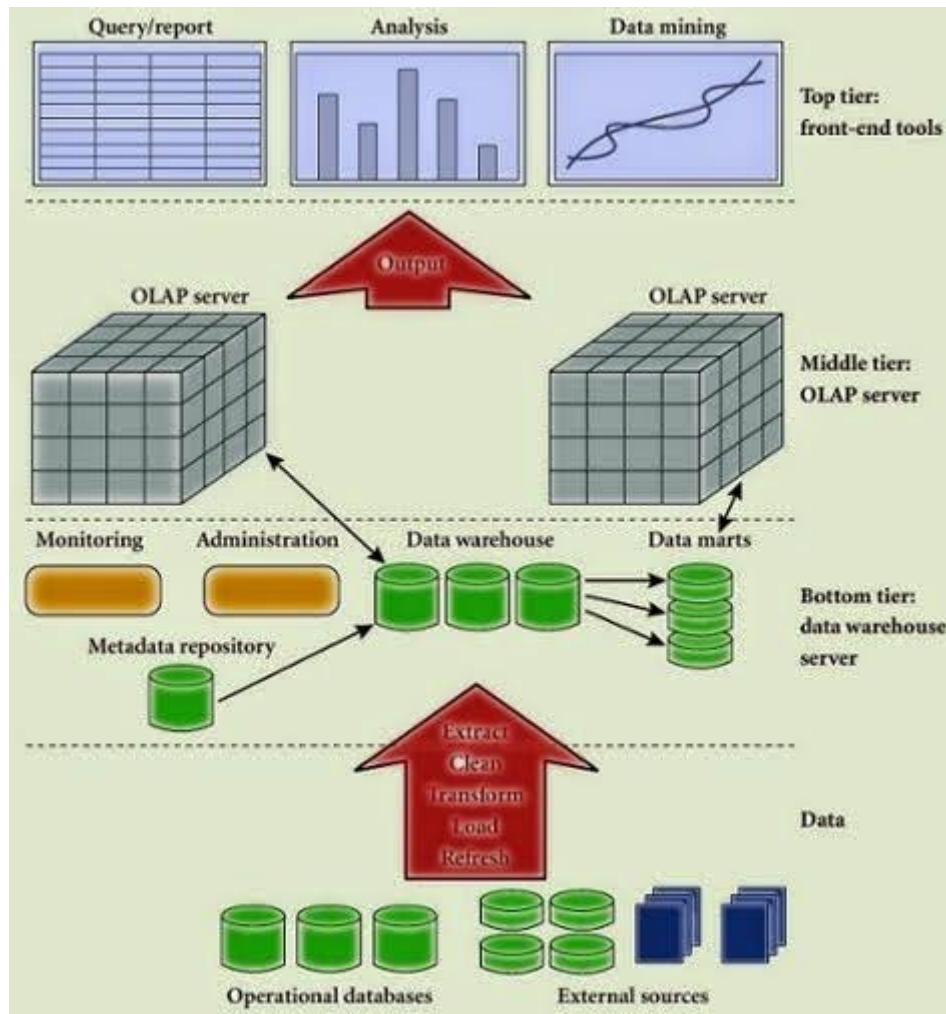 Query/report
Analysis
Data mining
Top tier:
front-end tools
Output
OLAP server
OLAP server
Middle tier:
OLAP server
Monitoring
Administration
Data warehouse
Data marts
Bottom tier:
data warehouse
server
Metadata repository
Extract
Clean
Transform
Load
Refresh
Data
Operational databases
External sources